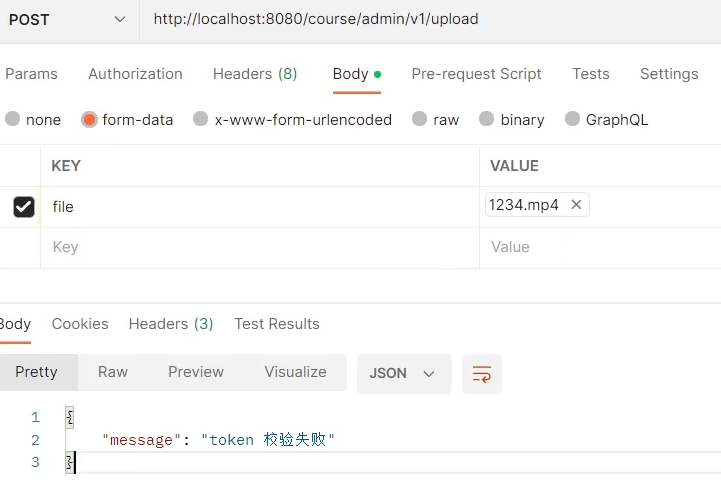 POST http://localhost:8080/course/admin/v1/upload
Params Authorization Headers (8) Body Pre-request Script Tests Settings
none form-data x-www-form-urlencoded raw binary GraphQL
KEY VALUE
file 1234.mp4
Key Value
Body Cookies Headers (3) Test Results
Pretty Raw Preview Visualize JSON
1 {
2 "message": "token 校验失败"
3 }